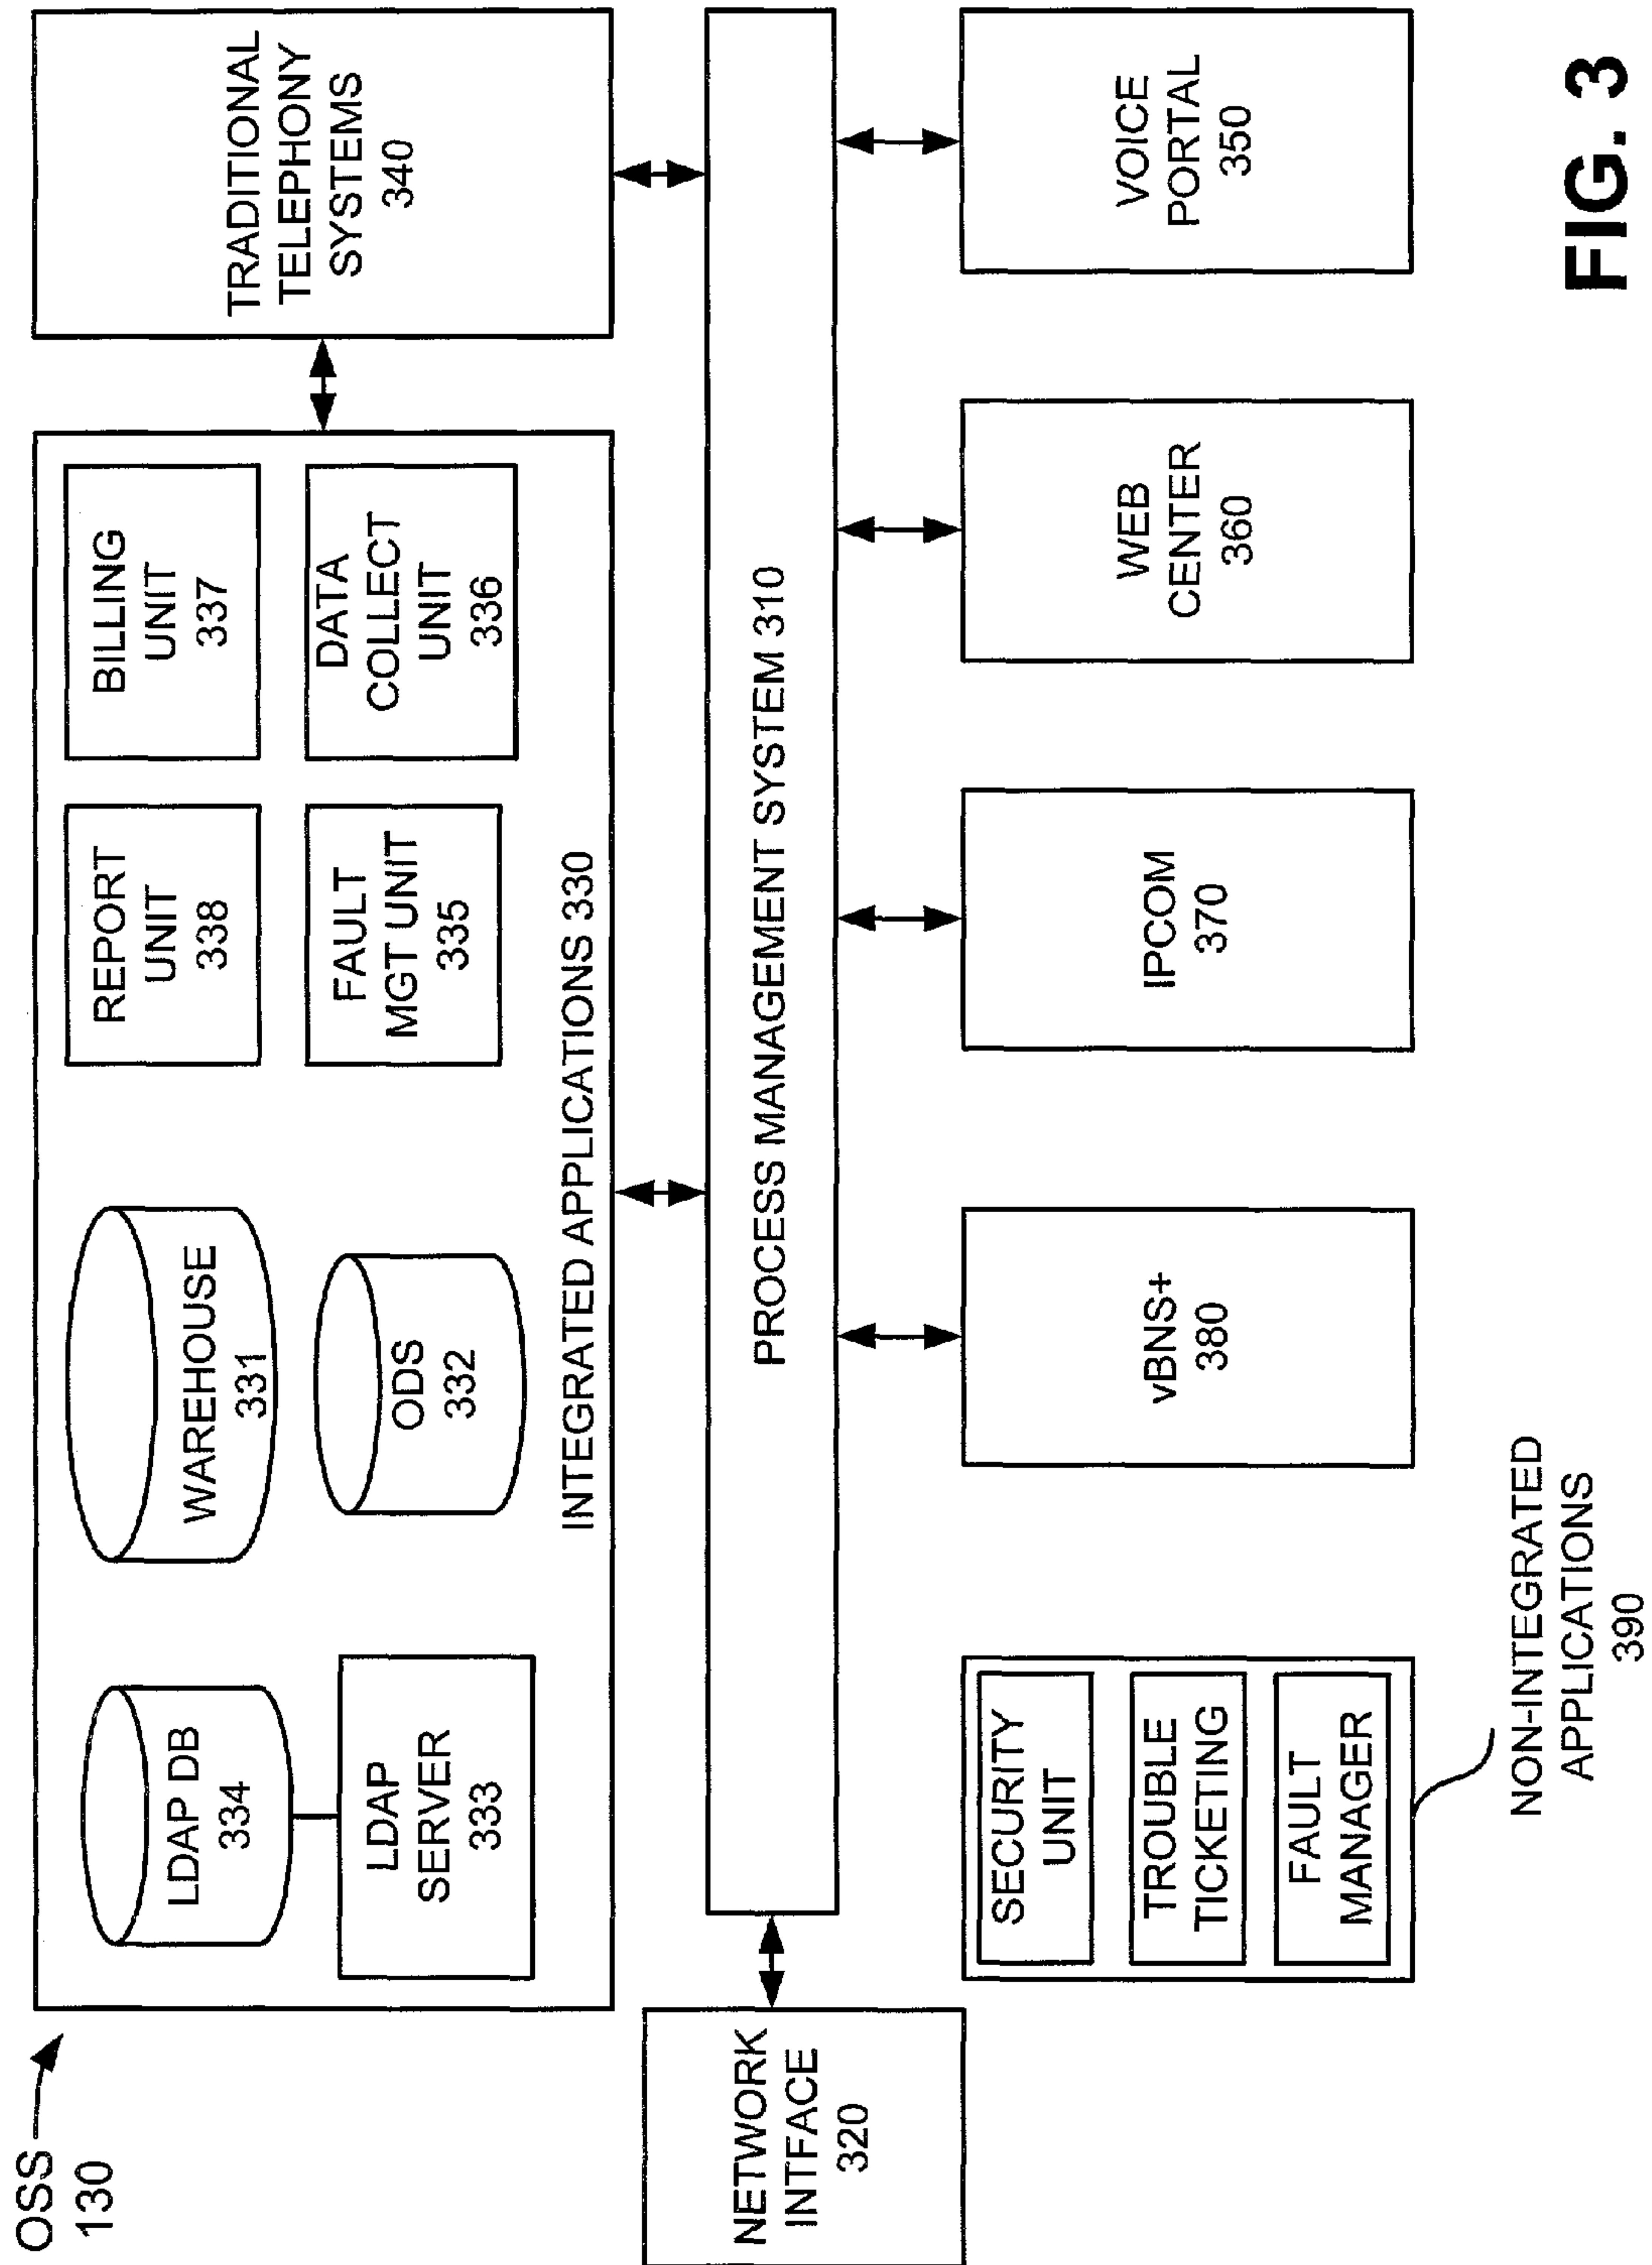 OSS
130
LDAP DB
334
LDAP
SERVER
333
WAREHOUSE
331
ODS
332
REPORT
UNIT
338
BILLING
UNIT
337
FAULT
MGT UNIT
335
DATA
COLLECT
UNIT
336
INTEGRATED APPLICATIONS 330
TRADITIONAL
TELEPHONY
SYSTEMS
340
NETWORK
INTFACE
320
PROCESS MANAGEMENT SYSTEM 310
SECURITY
UNIT
TROUBLE
TICKETING
FAULT
MANAGER
NON-INTEGRATED
APPLICATIONS
390
vBNS+
380
IPCOM
370
WEB
CENTER
360
VOICE
PORTAL
350
FIG. 3